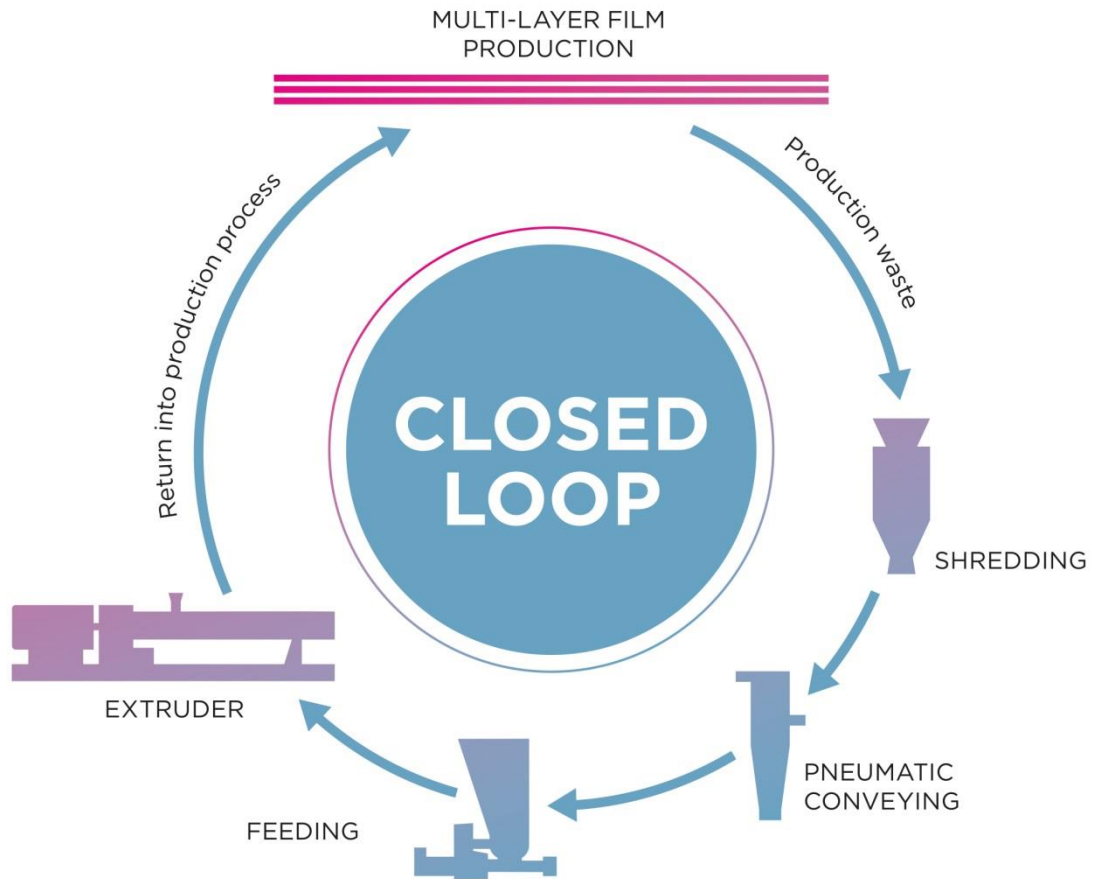 MULTI-LAYER FILM
PRODUCTION
Production waste
SHREDDING
PNEUMATIC
CONVEYING
FEEDING
EXTRUDER
Return into production process
CLOSED
LOOP